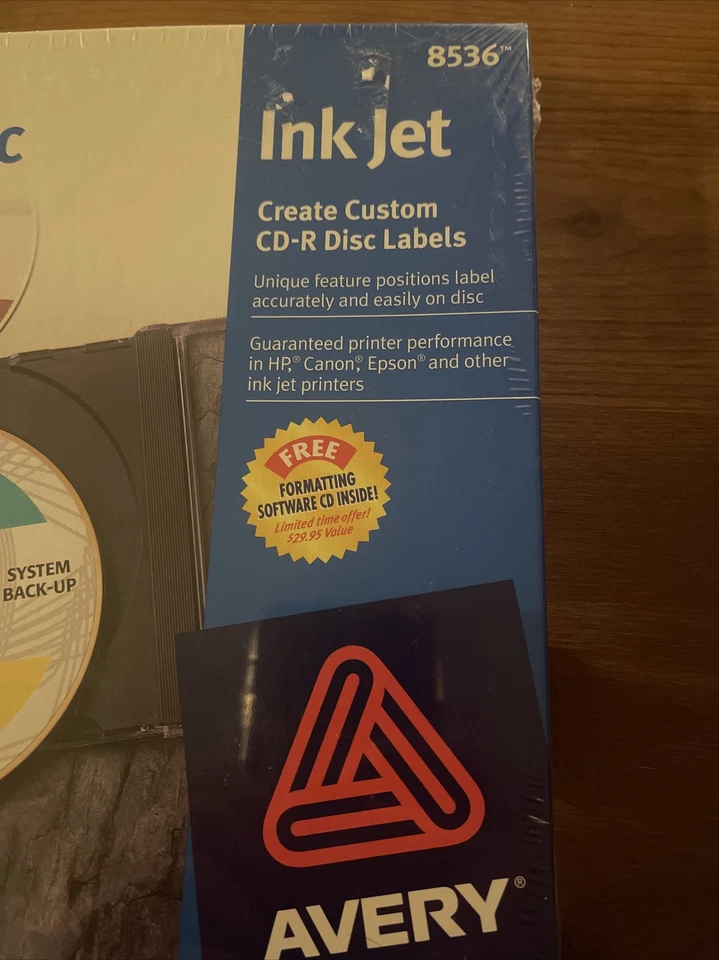 8536™
c
Ink Jet
Create Custom
CD-R Disc Labels
Unique feature positions label
accurately and easily on disc
Guaranteed printer performance
in HP,® Canon,® Epson® and other
ink jet printers
FREE
FORMATTING
SOFTWARE CD INSIDE!
Limited time offer!
$29.95 Value
SYSTEM
BACK-UP
AVERY®